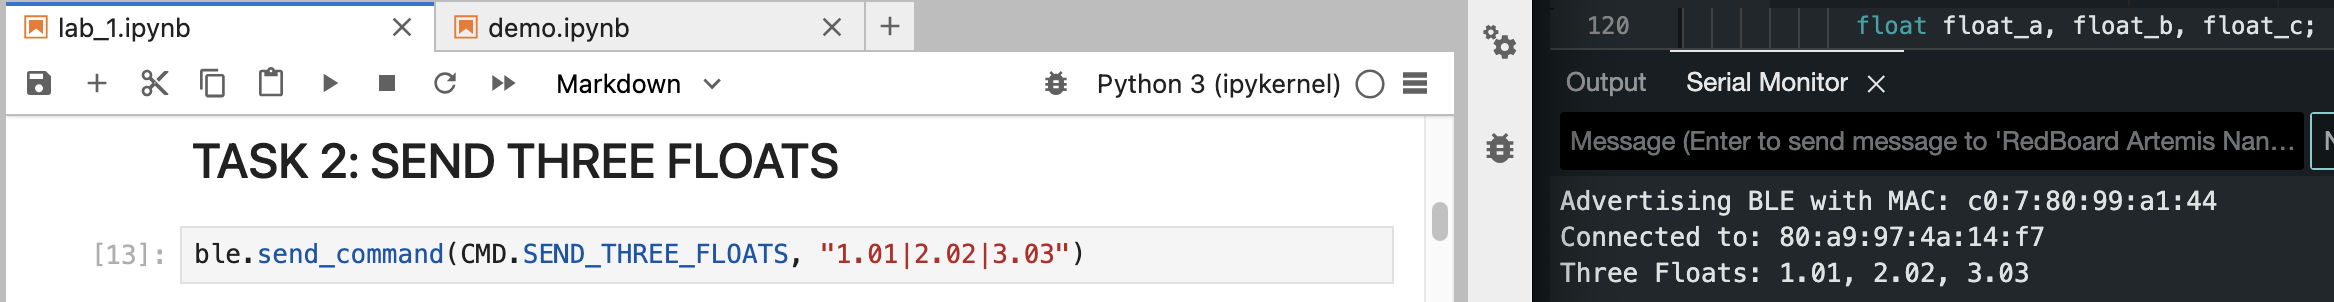 lab_1.ipynb
demo.ipynb
Markdown
Python 3 (ipykernel)
TASK 2: SEND THREE FLOATS
[13]: ble.send_command(CMD.SEND_THREE_FLOATS, "1.01|2.02|3.03")
120 float float_a, float_b, float_c;
Output Serial Monitor
Message (Enter to send message to 'RedBoard Artemis Nan...
N
Advertising BLE with MAC: c0:7:80:99:a1:44
Connected to: 80:a9:97:4a:14:f7
Three Floats: 1.01, 2.02, 3.03